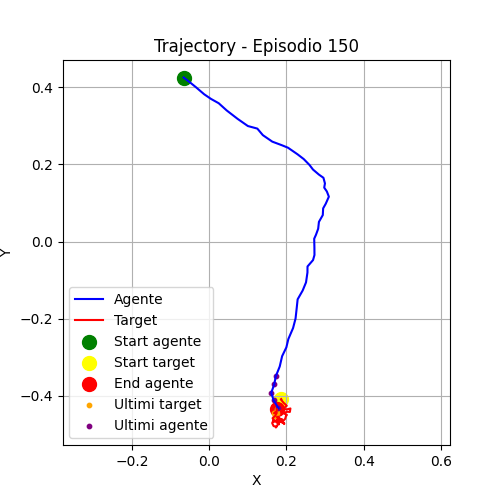 Trajectory - Episodio 150
0.4
0.2
0.0
−0.2
−0.4
Y
Agente
Target
Start agente
Start target
End agente
Ultimi target
Ultimi agente
−0.2
0.0
0.2
0.4
0.6
X